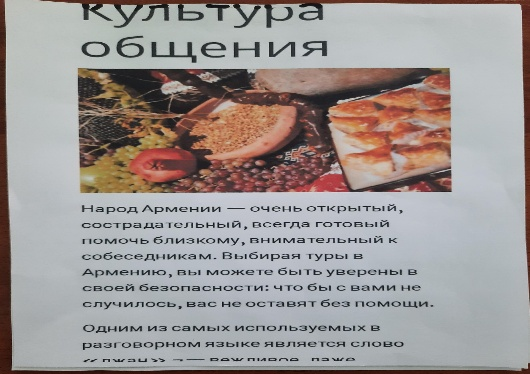 культура
общения
Народ Армении — очень открытый,
сострадательный, всегда готовый
помочь близкому, внимательный к
собеседникам. Выбирая туры в
Армению, вы можете быть уверены в
своей безопасности: что бы с вами не
случилось, вас не оставят без помощи.
Одним из самых используемых в
разговорном языке является слово
«джан» — вежливое, даже